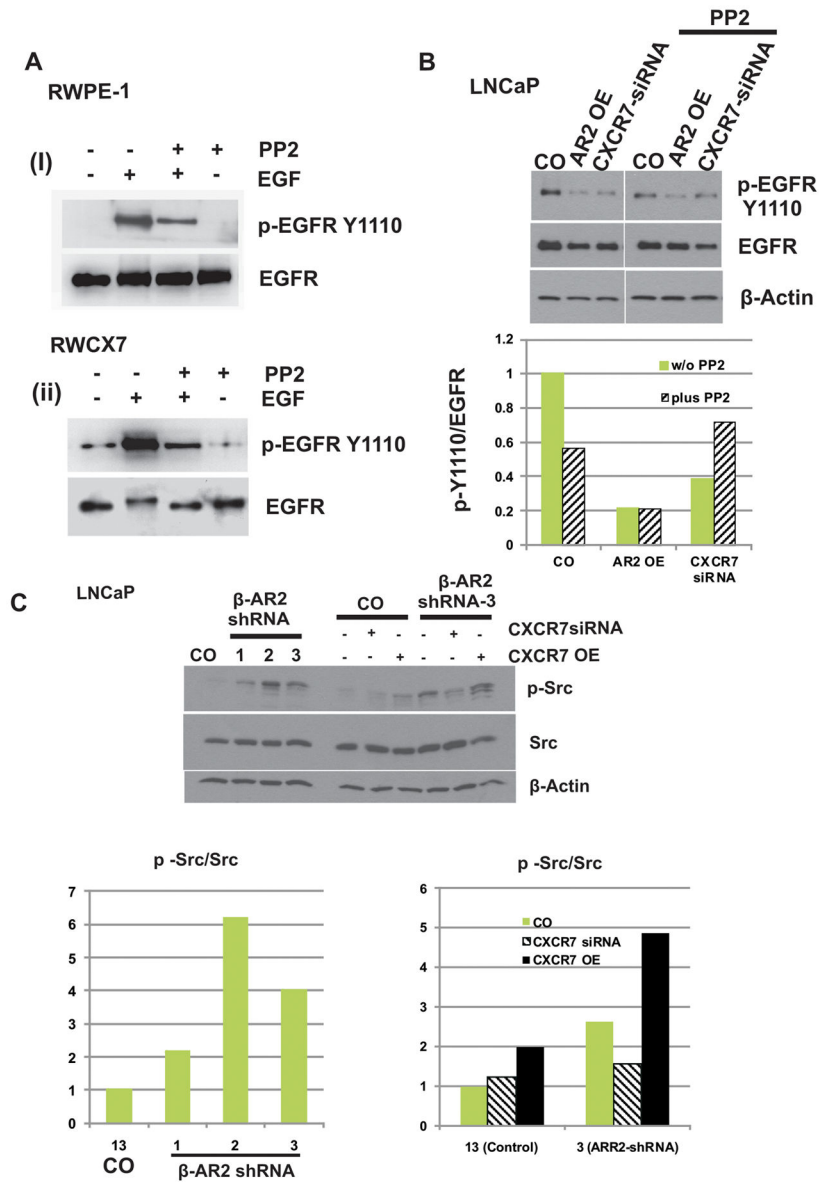 A
RWPE-1
(I)
- - + + PP2
- + + - EGF
p-EGFR Y1110
EGFR
RWCX7
(ii)
- - + + PP2
- + + - EGF
p-EGFR Y1110
EGFR
B
LNCaP
PP2
CO AR2 OE CXCR7-siRNA CO AR2 OE CXCR7-siRNA
p-EGFR
Y1110
EGFR
β-Actin
p-Y1110/EGFR
1.2
1
0.8
0.6
0.4
0.2
0
w/o PP2
plus PP2
CO AR2 OE CXCR7
siRNA
C
LNCaP
β-AR2
shRNA
CO
β-AR2
shRNA-3
- + - - + - CXCR7siRNA
CO 1 2 3 - - + - - + CXCR7 OE
p-Src
Src
β-Actin
p -Src/Src
7
6
5
4
3
2
1
0
13 1 2 3
CO β-AR2 shRNA
p -Src/Src
6
5
4
3
2
1
0
CO
CXCR7 siRNA
CXCR7 OE
13 (Control) 3 (ARR2-shRNA)